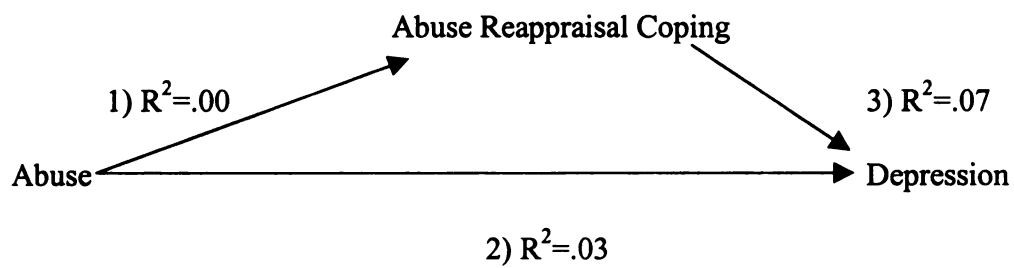 Abuse Reappraisal Coping
1) R²=.00
3) R²=.07
Abuse
Depression
2) R²=.03